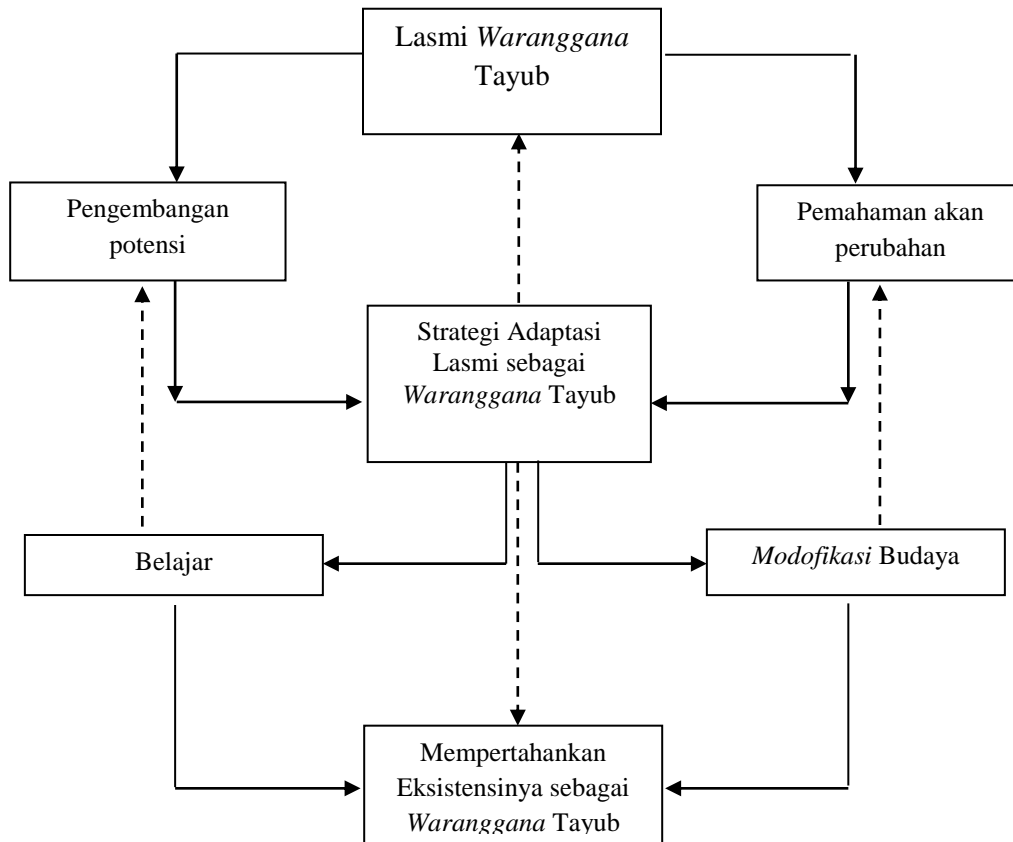 Lasmi Waranggana
Tayub
Pengembangan
potensi
Pemahaman akan
perubahan
Strategi Adaptasi
Lasmi sebagai
Waranggana Tayub
Belajar
Modofikasi Budaya
Mempertahankan
Eksistensinya sebagai
Waranggana Tayub